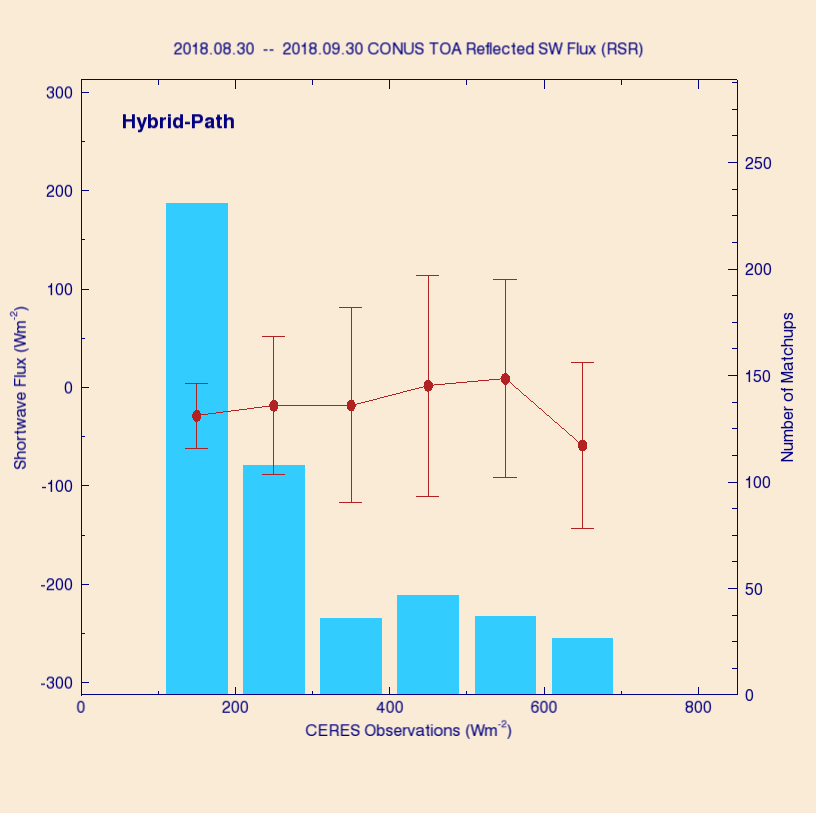 2018.08.30 -- 2018.09.30 CONUS TOA Reflected SW Flux (RSR)
Hybrid-Path
300
200
100
0
-100
-200
-300
Shortwave Flux (Wm-2)
250
200
150
100
50
0
Number of Matchups
0 200 400 600 800
CERES Observations (Wm-2)